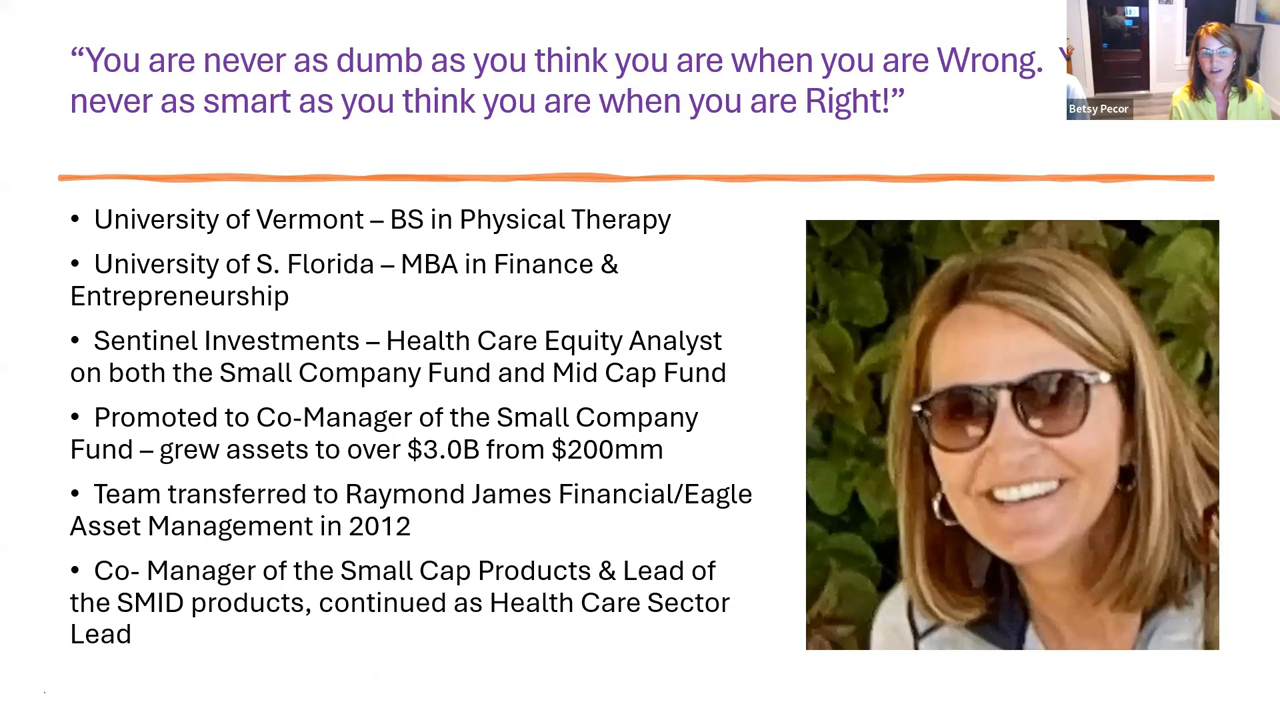 “You are never as dumb as you think you are when you are Wrong.
never as smart as you think you are when you are Right!”
Betsy Pecor
• University of Vermont – BS in Physical Therapy
• University of S. Florida – MBA in Finance &
Entrepreneurship
• Sentinel Investments – Health Care Equity Analyst
on both the Small Company Fund and Mid Cap Fund
• Promoted to Co-Manager of the Small Company
Fund – grew assets to over $3.0B from $200mm
• Team transferred to Raymond James Financial/Eagle
Asset Management in 2012
• Co- Manager of the Small Cap Products & Lead of
the SMID products, continued as Health Care Sector
Lead